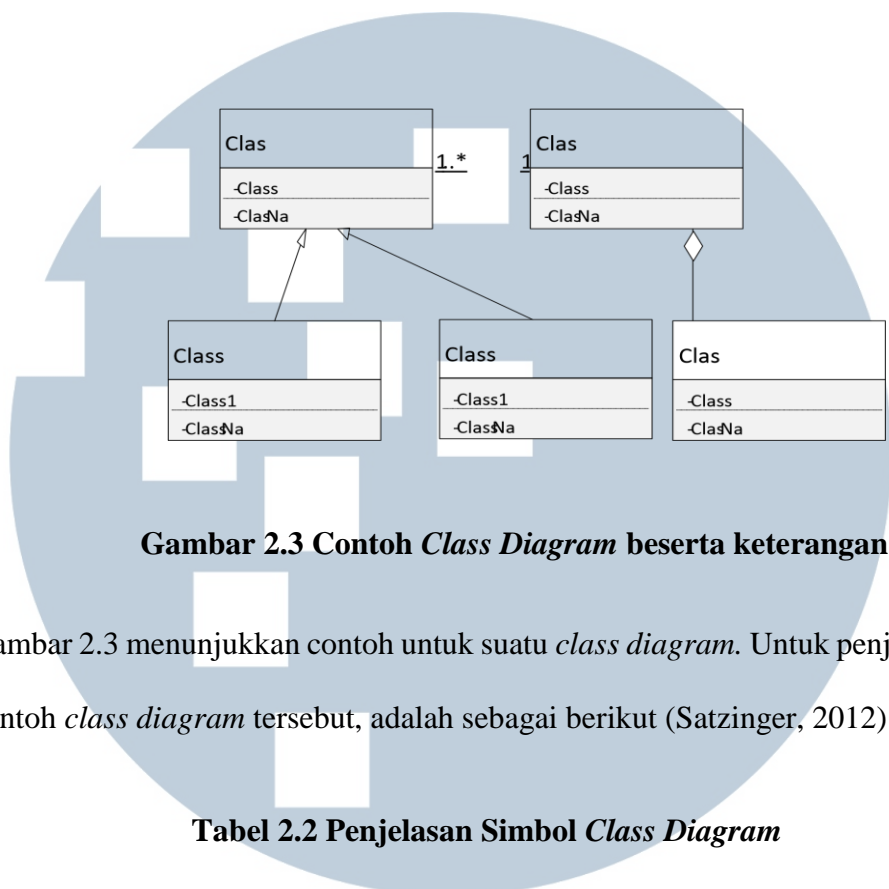 Clas
-Class
-ClasNa
1.*
1
Clas
-Class
-ClasNa
Class
-Class1
-ClassNa
Class
-Class1
-ClassNa
Clas
-Class
-ClasNa
Gambar 2.3 Contoh Class Diagram beserta keterangan
ambar 2.3 menunjukkan contoh untuk suatu class diagram. Untuk penj
ntoh class diagram tersebut, adalah sebagai berikut (Satzinger, 2012)
Tabel 2.2 Penjelasan Simbol Class Diagram